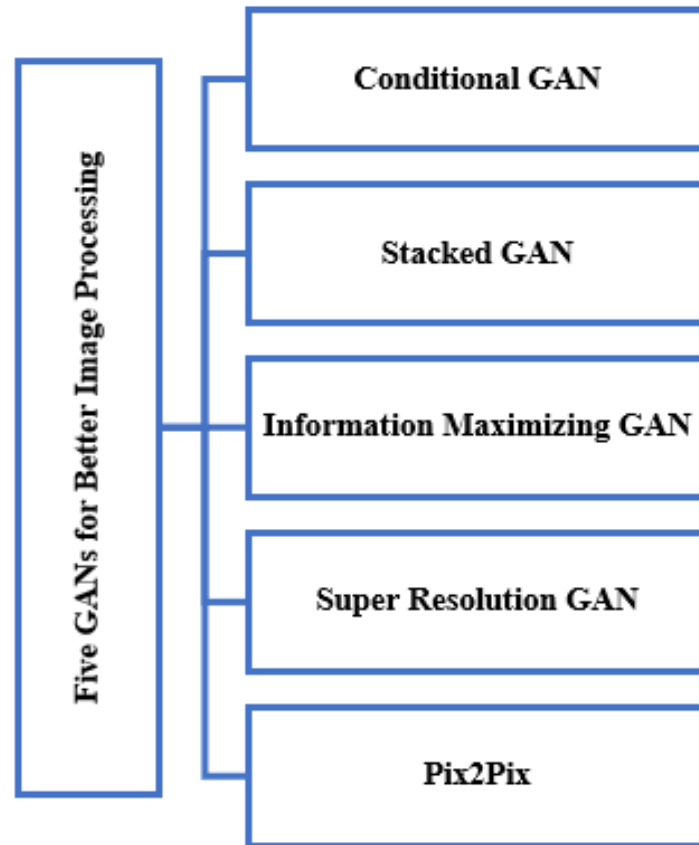 Five GANs for Better Image Processing
Conditional GAN
Stacked GAN
Information Maximizing GAN
Super Resolution GAN
Pix2Pix